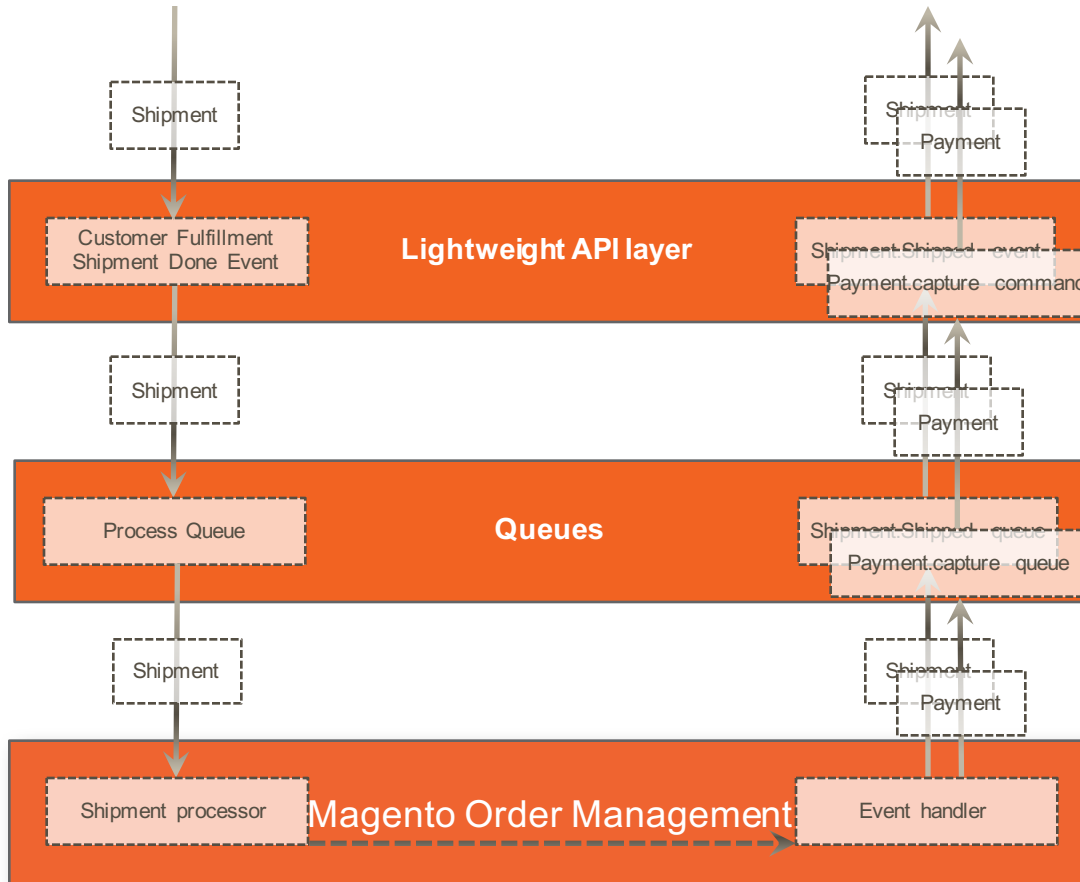 Shipment
Shipment
Payment
Customer Fulfillment
Shipment Done Event
Lightweight API layer
Shipment.Shipped event
Payment.capture command
Shipment
Shipment
Payment
Process Queue
Queues
Shipment.Shipped queue
Payment.capture queue
Shipment
Shipment
Payment
Shipment processor
Magento Order Management
Event handler